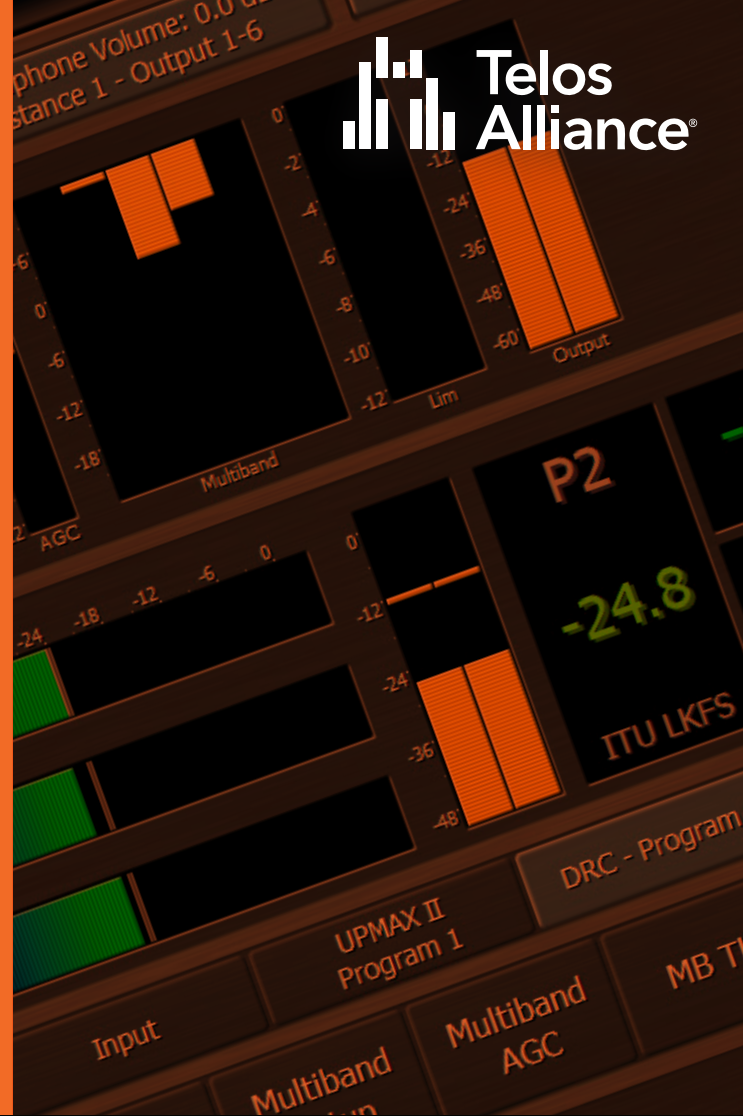 phone Volume: 0.0 d
stance 1 - Output 1-6
Telos
Alliance®
0
-2
-4
-6
-8
-10
-12
Lim
-12
-24
-36
-48
-60
Output
-6
0
-6
-12
-18
Multiband
AGC
-24
-18
-12
-6
0
0
-12
-24
-36
-48
P2
-24.8
ITU LKFS
DRC - Program
UPMAX II
Program 1
Input
Multiband
AGC
Multiband